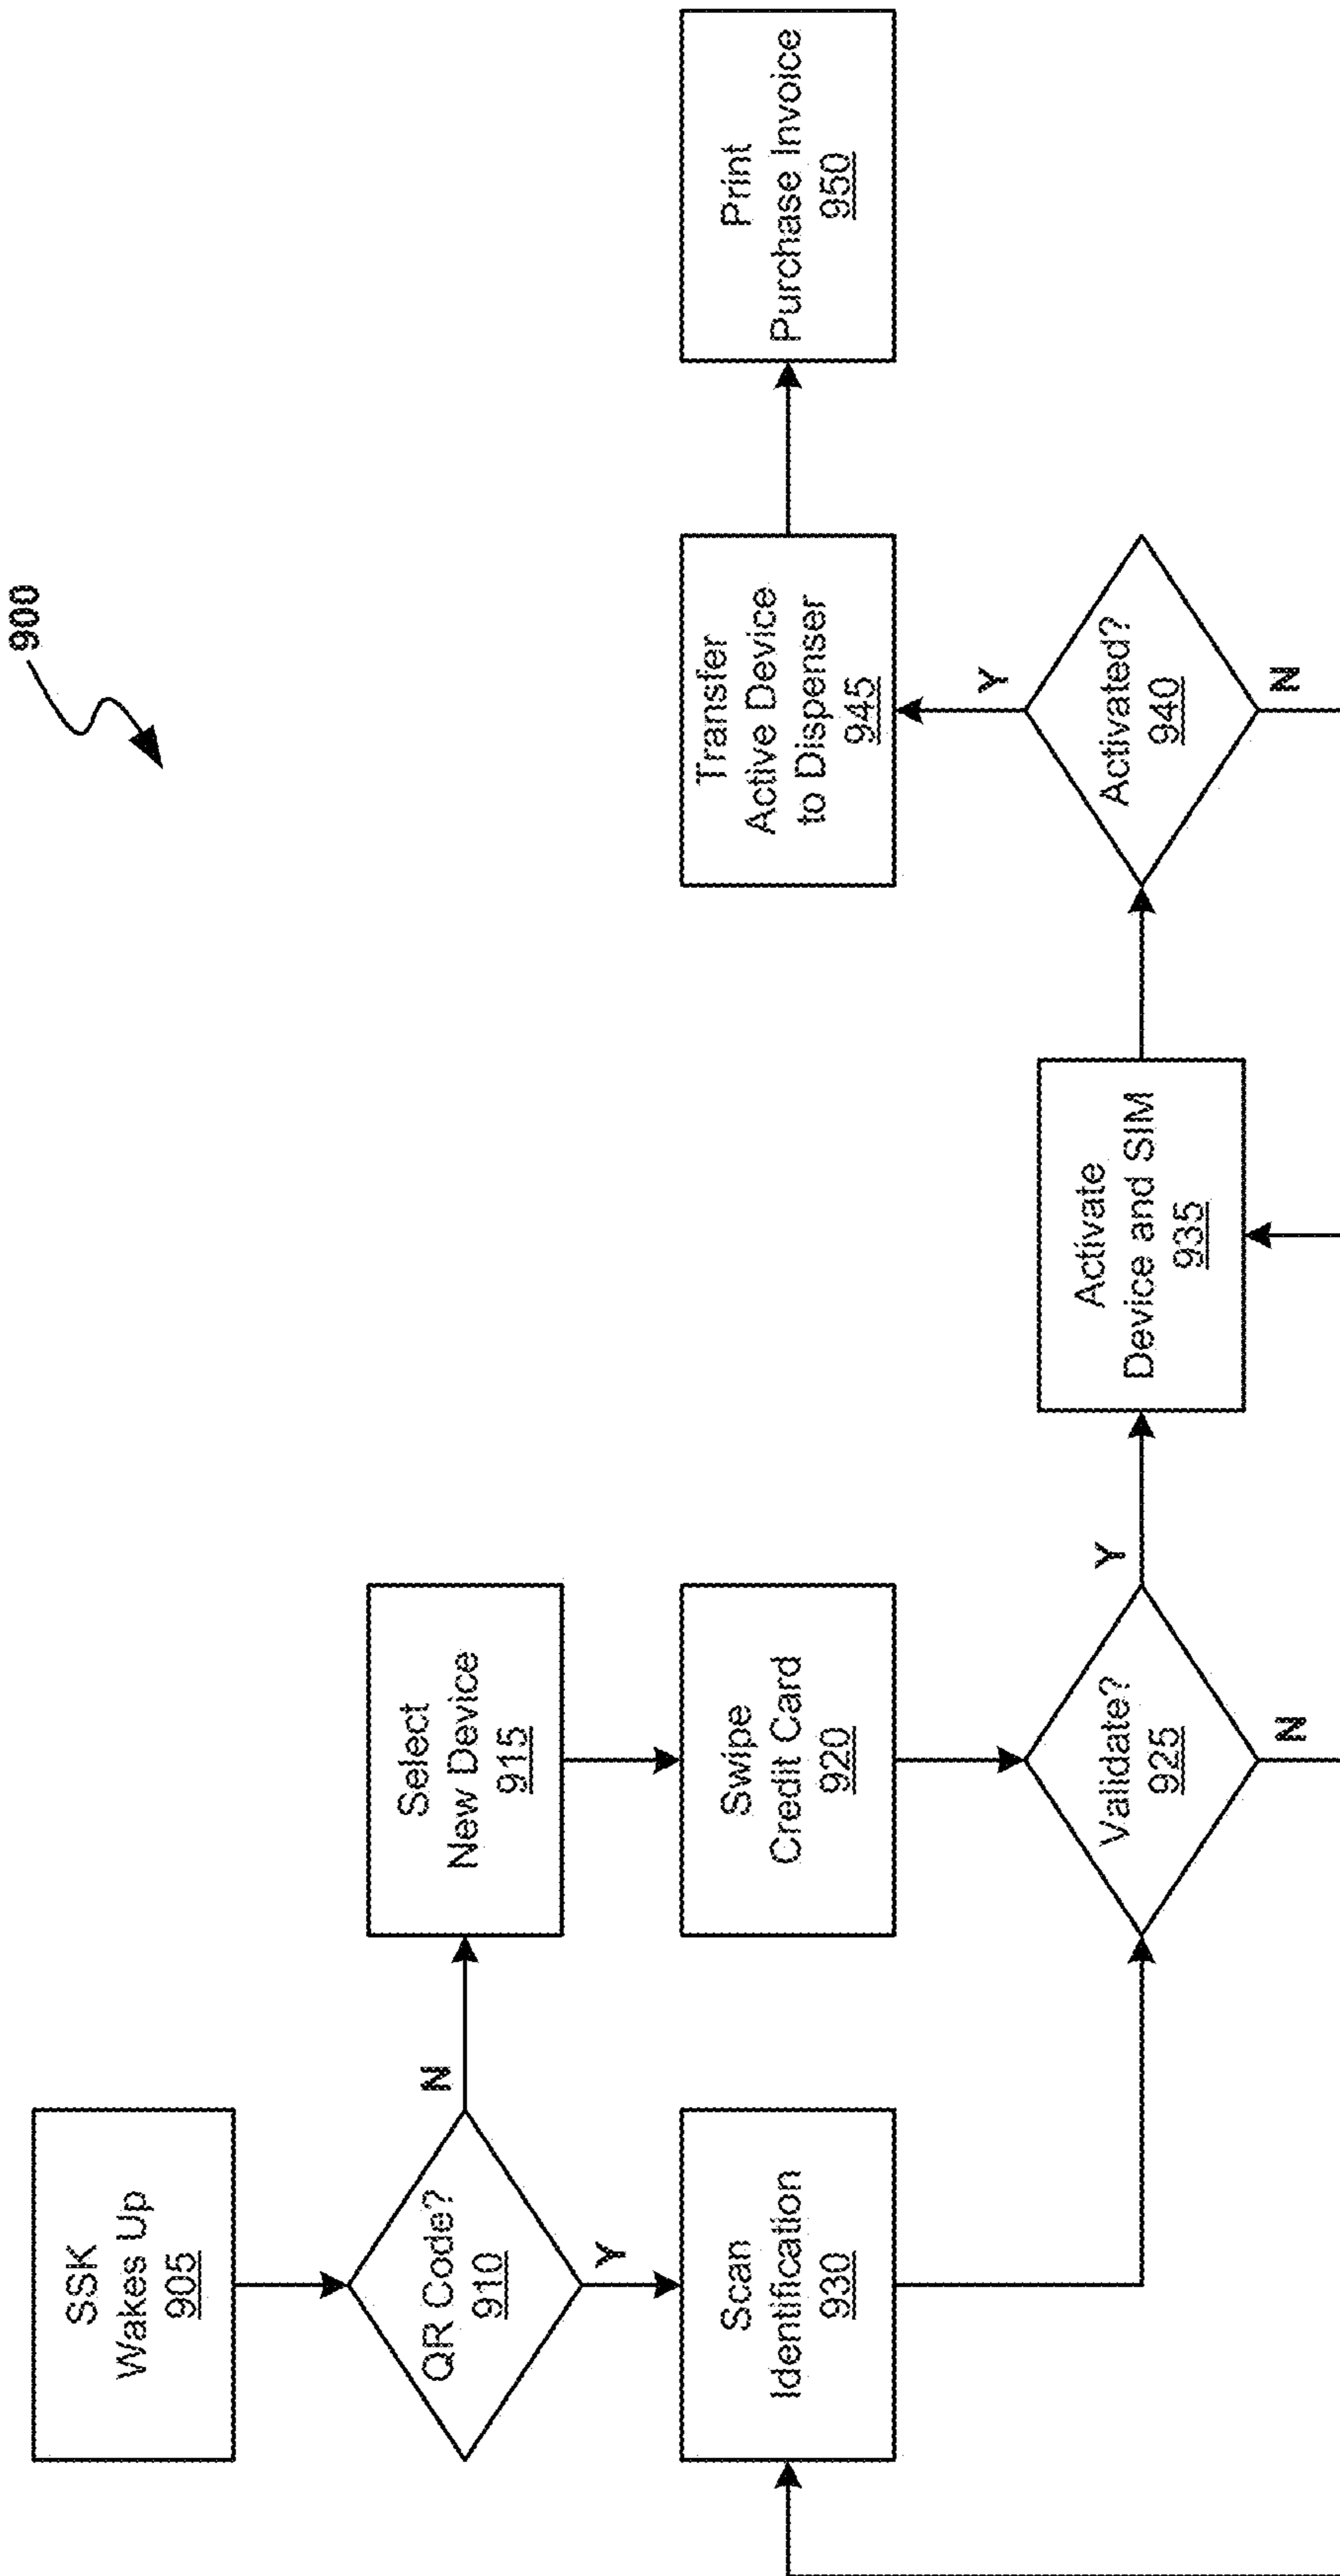 900
SSK
Wakes Up
905
QR Code?
910
N
Y
Select
New Device
915
Scan
Identification
930
Swipe
Credit Card
920
Validate?
925
Y
N
Activate
Device and SIM
935
Activated?
940
Y
N
Transfer
Active Device
to Dispenser
945
Print
Purchase Invoice
950